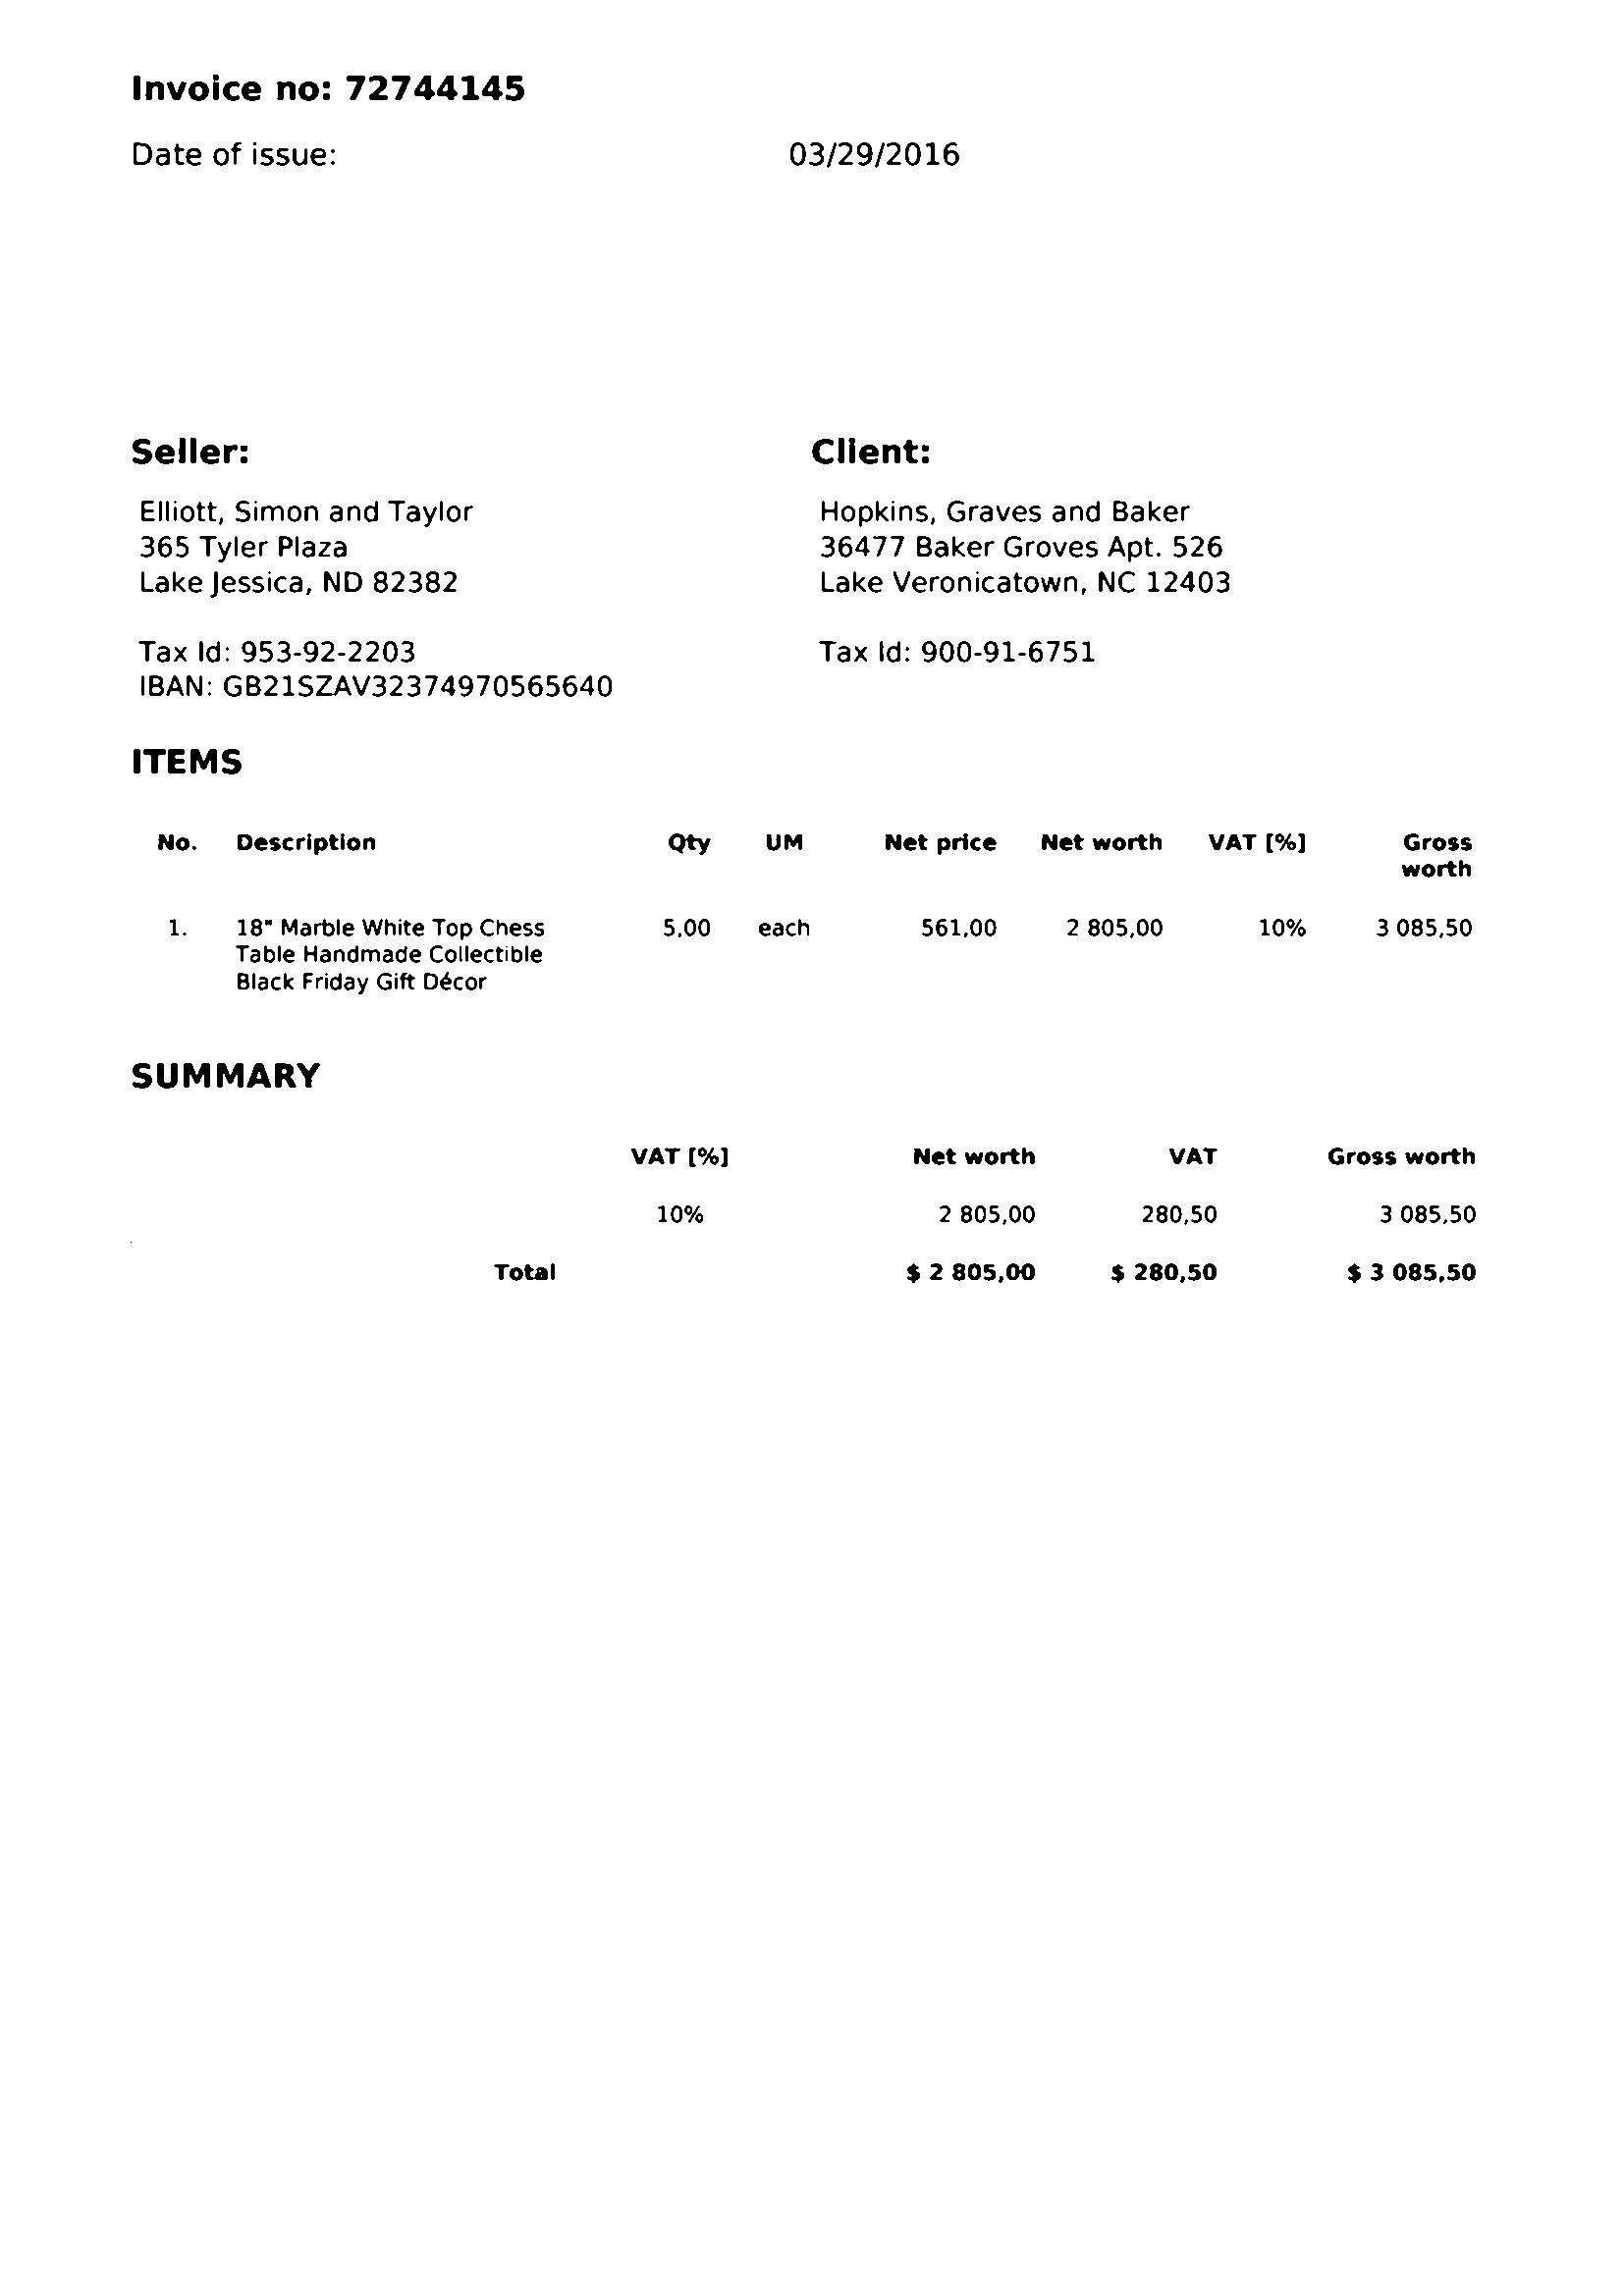 Invoice no: 72744145
Date of issue: 03/29/2016
Seller: Client:
Elliott, Simon and Taylor Hopkins, Graves and Baker
365 Tyler Plaza 36477 Baker Groves Apt. 526
Lake Jessica, ND 82382 Lake Veronicatown, NC 12403
Tax Id: 953-92-2203 Tax Id: 900-91-6751
IBAN: GB21SZAV32374970565640
ITEMS
No. Description Qty UM Net price Net worth VAT [%] Gross
worth
1. 18" Marble White Top Chess 5,00 each 561,00 2 805,00 10% 3 085,50
Table Handmade Collectible
Black Friday Gift Décor
SUMMARY
VAT [%] Net worth VAT Gross worth
10% 2 805,00 280,50 3 085,50
Total $ 2 805,00 $ 280,50 $ 3 085,50